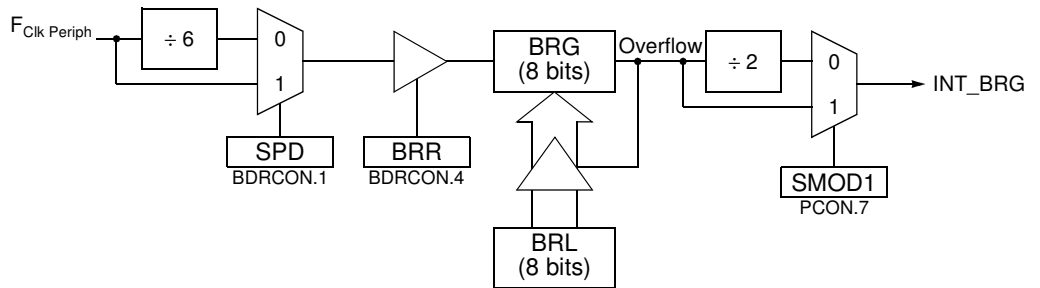 F Clk Periph
÷ 6
0
1
SPD
BDRCON.1
BRR
BDRCON.4
BRG
(8 bits)
Overflow
BRL
(8 bits)
÷ 2
0
1
SMOD1
PCON.7
INT_BRG